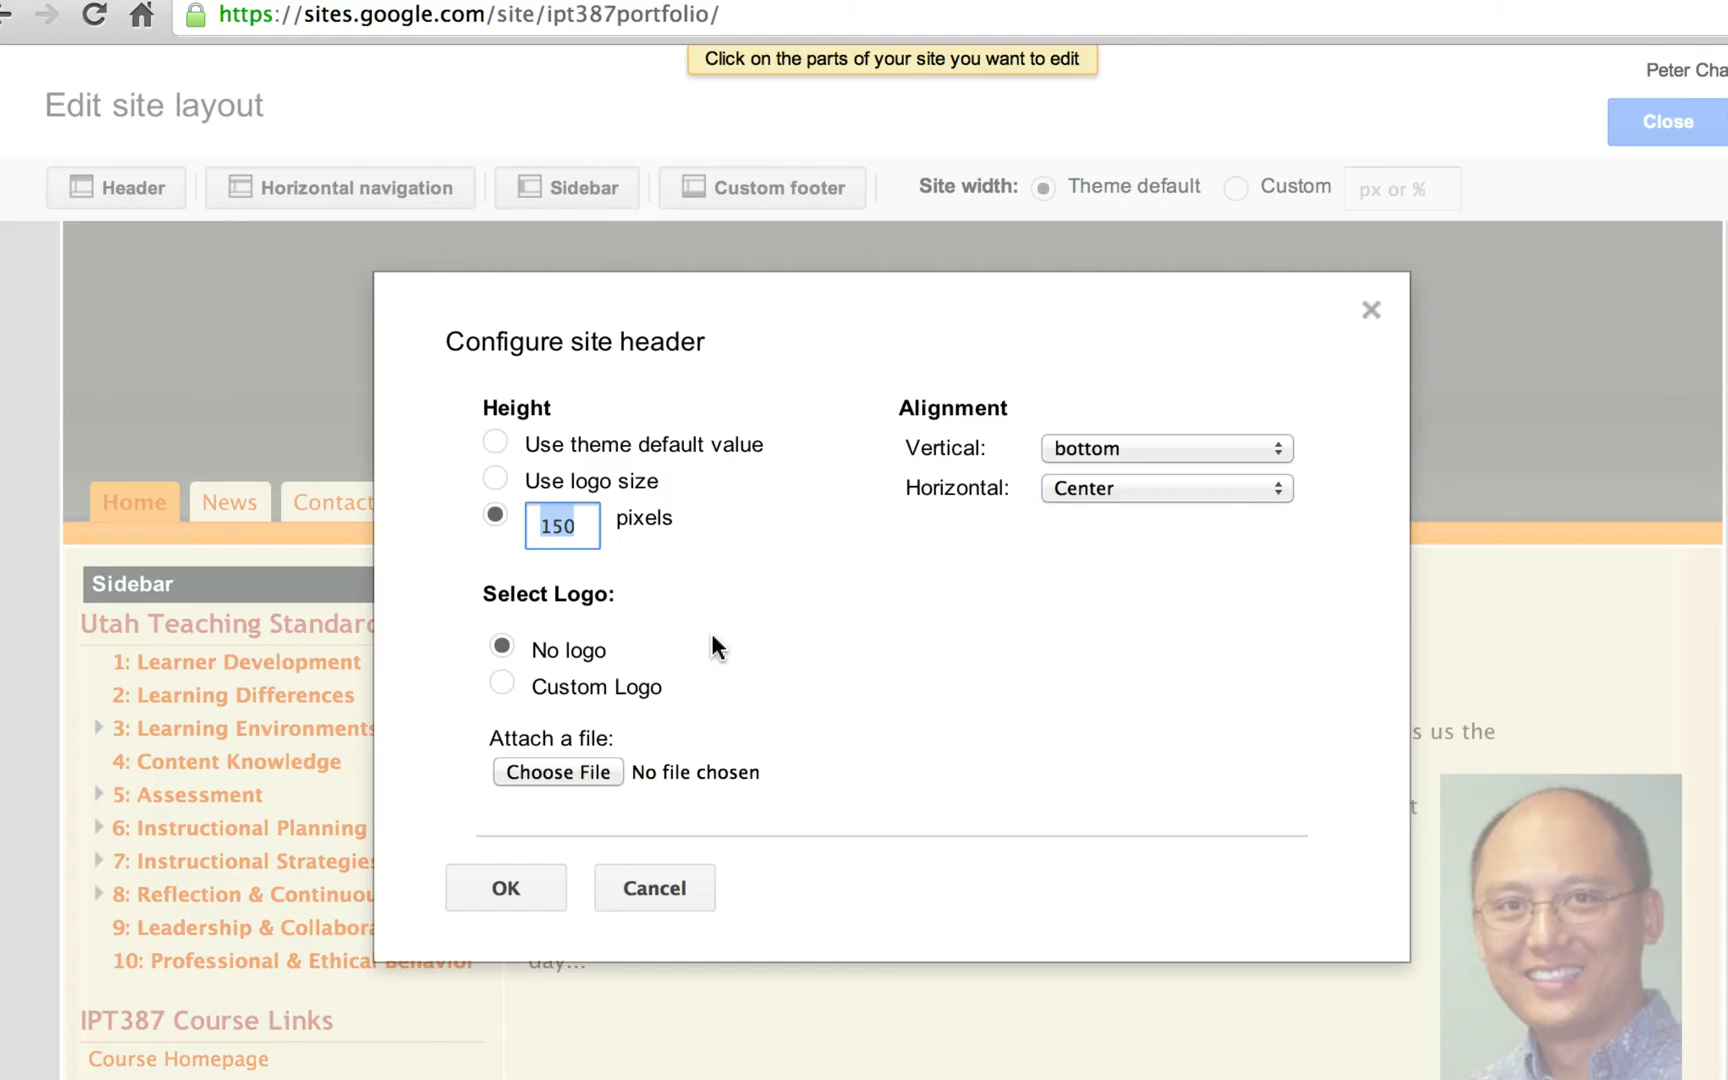 https://sites.google.com/site/ipt387portfolio/
Click on the parts of your site you want to edit
Peter Cha
Edit site layout
Close
Header
Horizontal navigation
Sidebar
Custom footer
Site width:
Theme default
Custom
px or %
Configure site header
Height
Use theme default value
Use logo size
150 pixels
Alignment
Vertical: bottom
Horizontal: Center
Select Logo:
No logo
Custom Logo
Attach a file:
Choose File No file chosen
OK
Cancel
Home
News
Contact
Sidebar
Utah Teaching Standard
1: Learner Development
2: Learning Differences
3: Learning Environments
4: Content Knowledge
5: Assessment
6: Instructional Planning
7: Instructional Strategies
8: Reflection & Continuou
9: Leadership & Collabora
10: Professional & Ethical Behavior
IPT387 Course Links
Course Homepage
s us the
t
day...